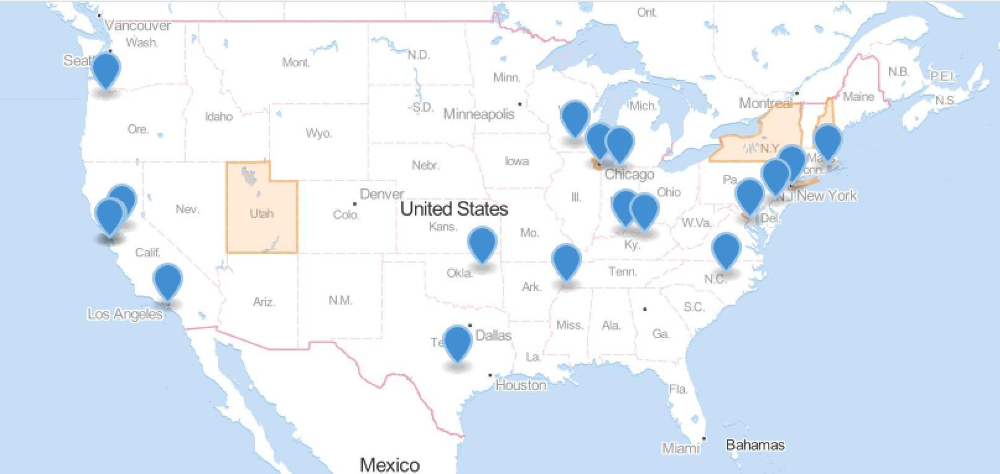 Ont.
Vancouver
Wash.
N.D.
Mont.
Minn.
N.B.
P.E.I.
Maine
N.S.
Montreal
Mich.
S.D.
Minneapolis
Idaho
Ore.
Wyo.
N.Y.
Iowa
Nebr.
Chicago
Pa.
Ohio
Denver
New York
N.J.
Ill.
United States
Nev.
Utah
Colo.
Del.
W.Va.
Kans.
Mo.
Ky.
Calif.
Okla.
Tenn.
N.C.
Ark.
N.M.
Ariz.
S.C.
Los Angeles
Miss.
Ala.
Ga.
Dallas
La.
Houston
Fla.
Miami
Bahamas
Mexico